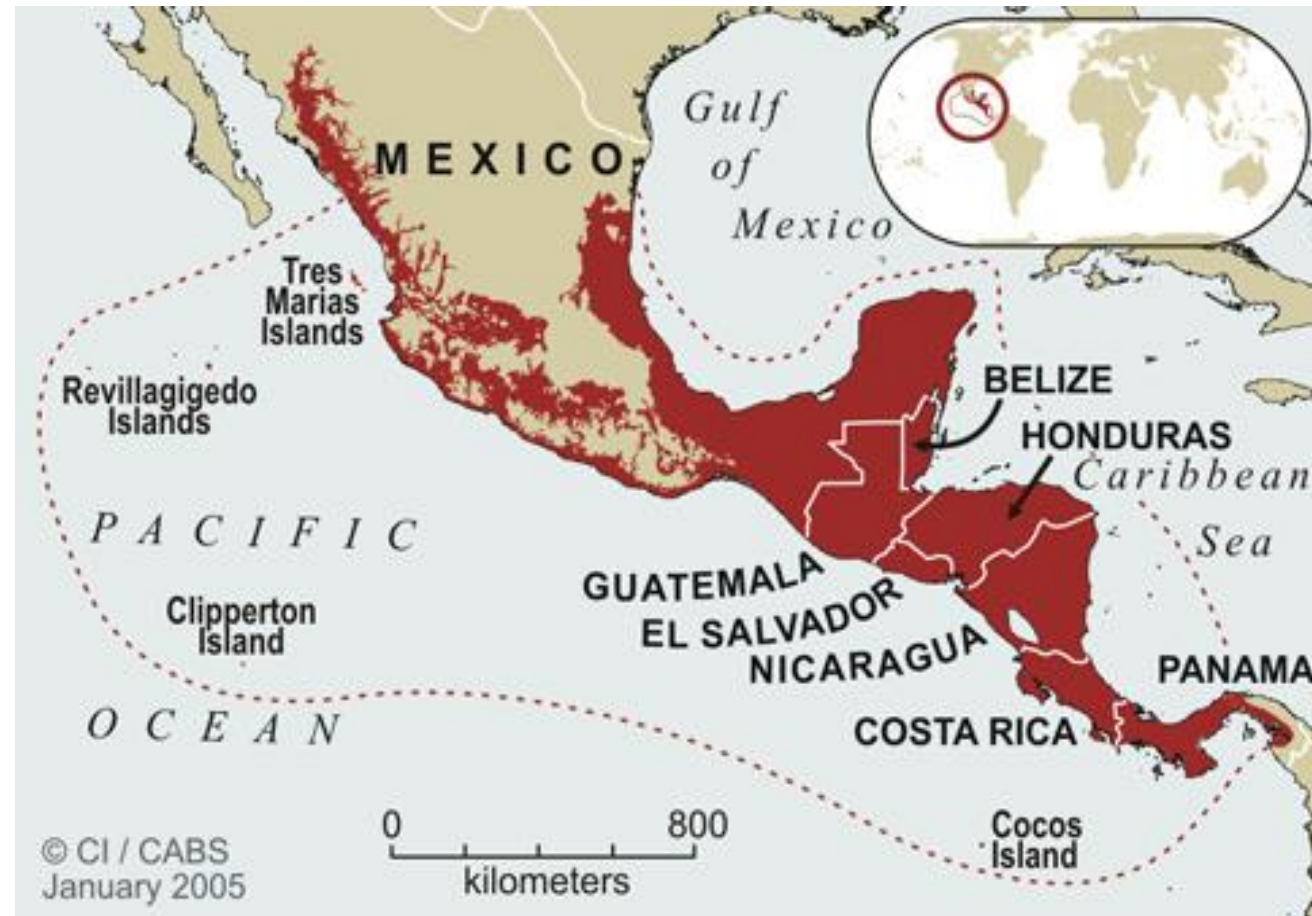 Gulf
of
Mexico
MEXICO
Tres
Marias
Islands
Revillagigedo
Islands
BELIZE
HONDURAS
Caribbean
Sea
PACIFIC
GUATEMALA
EL SALVADOR
NICARAGUA
Clipperton
Island
PANAMA
OCEAN
COSTA RICA
0 800
kilometers
Cocos
Island
© CI / CABS
January 2005